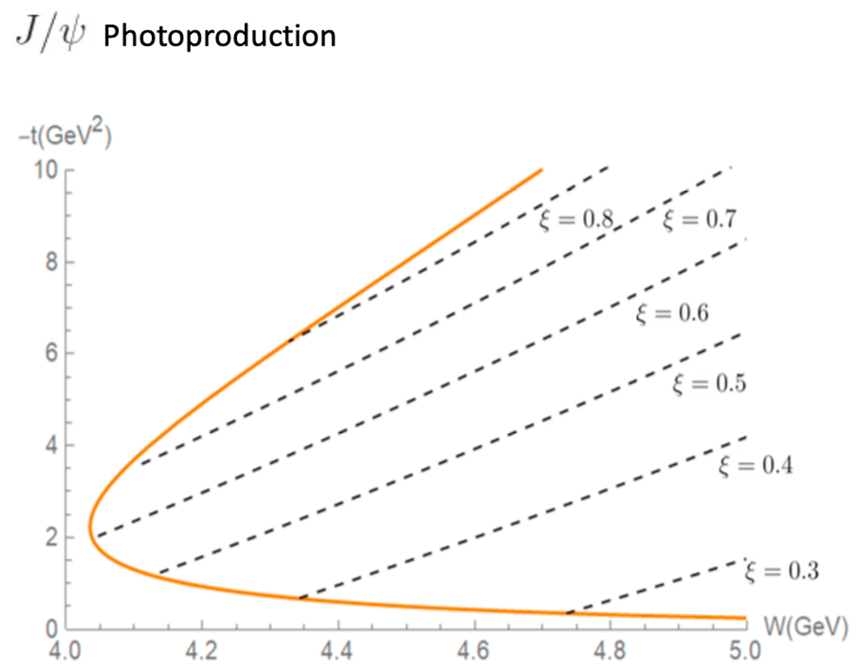 J/ψ Photoproduction
−t(GeV²)
10
8
6
4
2
0
ξ = 0.8
ξ = 0.7
ξ = 0.6
ξ = 0.5
ξ = 0.4
ξ = 0.3
W(GeV)
4.0 4.2 4.4 4.6 4.8 5.0